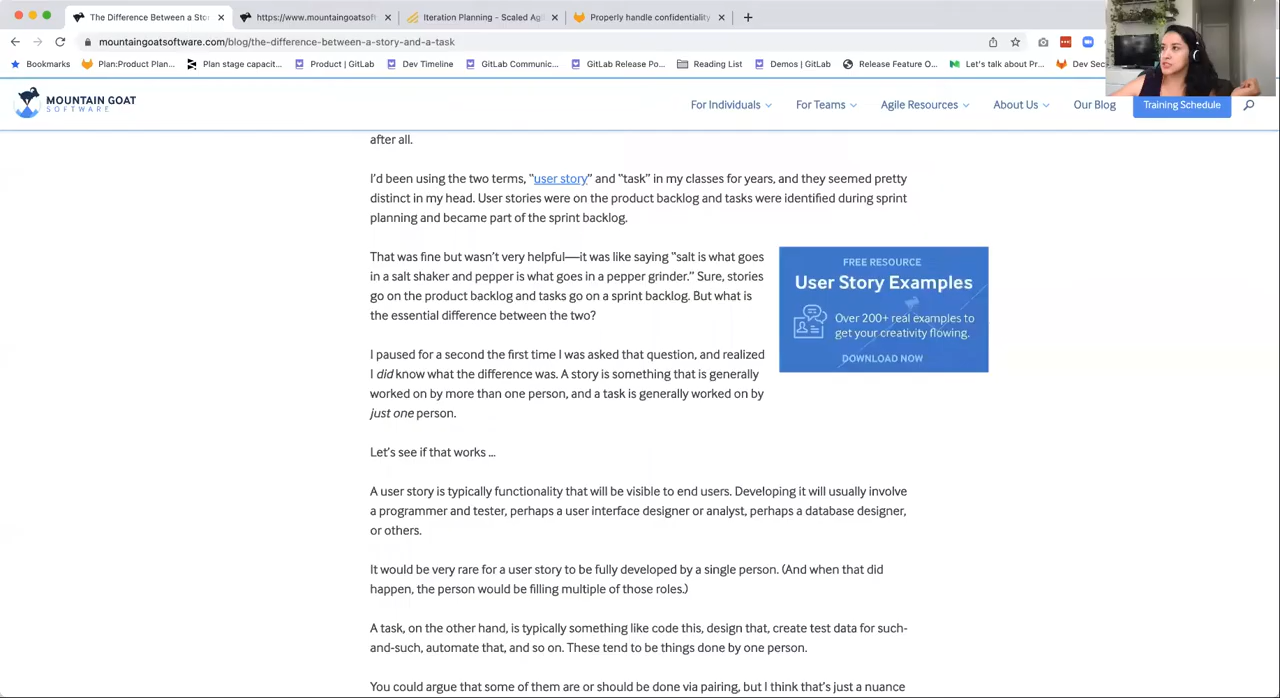 The Difference Between a Stor
https://www.mountaingoatsoft
Iteration Planning - Scaled Ag
Properly handle confidentiality
mountaingoatsoftware.com/blog/the-difference-between-a-story-and-a-task
Bookmarks
Plan:Product Plan...
Plan stage capacit...
Product | GitLab
Dev Timeline
GitLab Communic...
GitLab Release Po...
Reading List
Demos | GitLab
Release Feature O...
Let's talk about Pr...
Dev Sec
MOUNTAIN GOAT
SOFTWARE
For Individuals
For Teams
Agile Resources
About Us
Our Blog
Training Schedule
after all.
I'd been using the two terms, "user story" and "task" in my classes for years, and they seemed pretty
distinct in my head. User stories were on the product backlog and tasks were identified during sprint
planning and became part of the sprint backlog.
That was fine but wasn't very helpful—it was like saying "salt is what goes
in a salt shaker and pepper is what goes in a pepper grinder." Sure, stories
go on the product backlog and tasks go on a sprint backlog. But what is
the essential difference between the two?
FREE RESOURCE
User Story Examples
Over 200+ real examples to
get your creativity flowing.
DOWNLOAD NOW
I paused for a second the first time I was asked that question, and realized
I did know what the difference was. A story is something that is generally
worked on by more than one person, and a task is generally worked on by
just one person.
Let's see if that works ...
A user story is typically functionality that will be visible to end users. Developing it will usually involve
a programmer and tester, perhaps a user interface designer or analyst, perhaps a database designer,
or others.
It would be very rare for a user story to be fully developed by a single person. (And when that did
happen, the person would be filling multiple of those roles.)
A task, on the other hand, is typically something like code this, design that, create test data for such-
and-such, automate that, and so on. These tend to be things done by one person.
You could argue that some of them are or should be done via pairing, but I think that's just a nuance